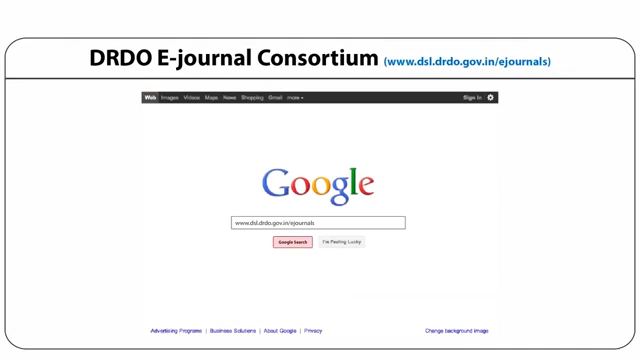 DRDO E-journal Consortium (www.dsl.drdo.gov.in/ejournals)
Web Images Videos Maps News Shopping Gmail more Sign in
Google
www.dsl.drdo.gov.in/ejournals
Google Search I'm Feeling Lucky
Advertising Programs | Business Solutions | About Google | Privacy Change background image